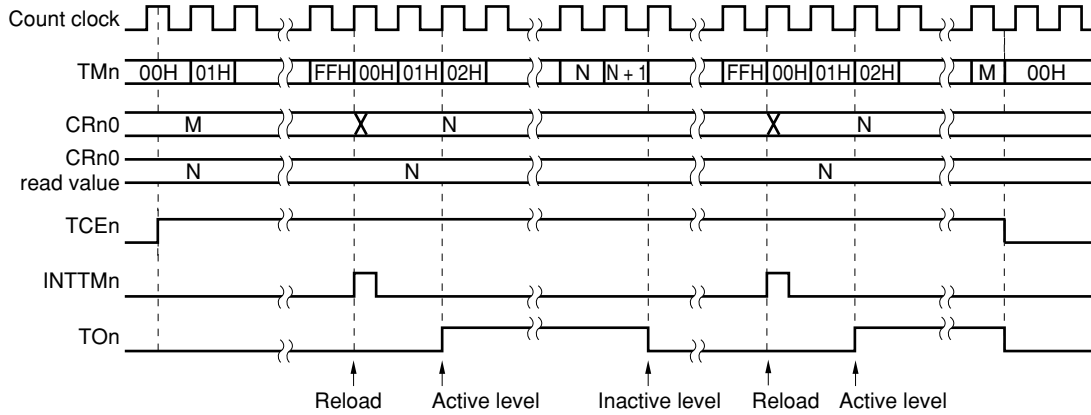 Count clock
TMn 00H 01H FFH 00H 01H 02H N N + 1 FFH 00H 01H 02H M 00H
CRn0 M N N
CRn0
read value N N N
TCEn
INTTMn
TOn
Reload Active level Inactive level Reload Active level